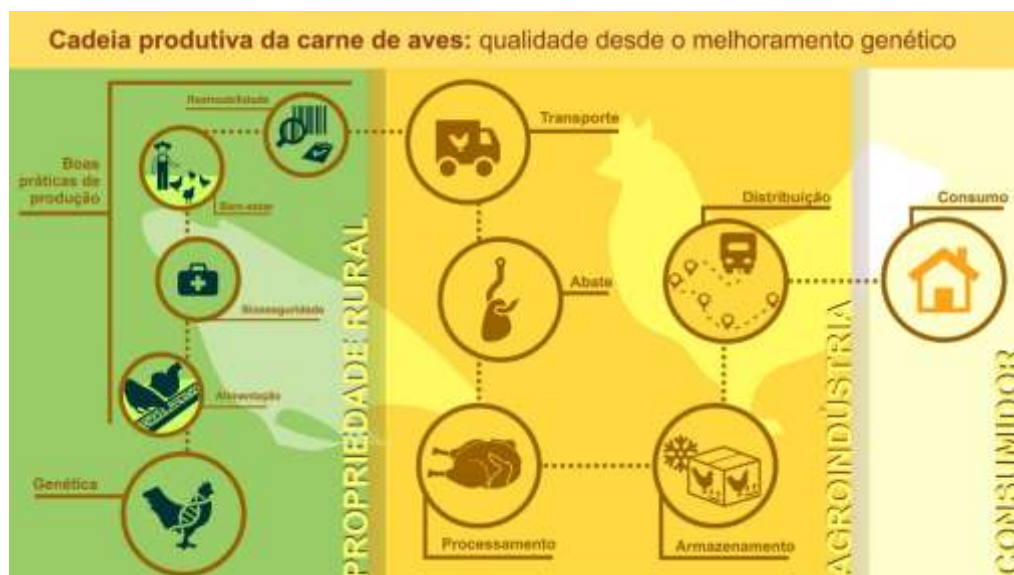 Cadeia produtiva da carne de aves: qualidade desde o melhoramento genético
Rastreabilidade
Boas
práticas de
produção
Bem-estar
Biosseguridade
Alimentação
Genética
PROPRIEDADE RURAL
Transporte
Abate
Processamento
Armazenamento
Distribuição
AGROINDÚSTRIA
Consumo
CONSUMIDOR